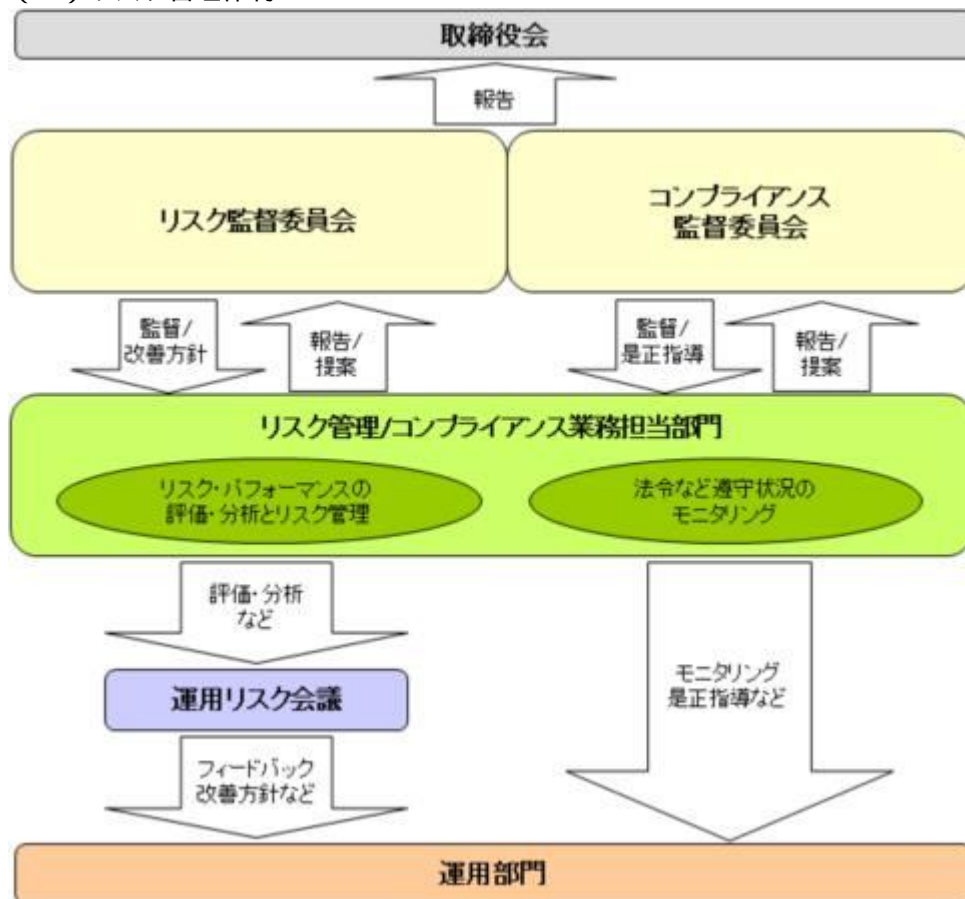 取締役会
報告
リスク監督委員会
コンプライアンス
監督委員会
監督/
改善方針
報告/
提案
監督/
是正指導
報告/
提案
リスク管理/コンプライアンス業務担当部門
リスク・パフォーマンスの
評価・分析とリスク管理
法令など遵守状況の
モニタリング
評価・分析
など
運用リスク会議
モニタリング
是正指導など
フィードバック
改善方針など
運用部門